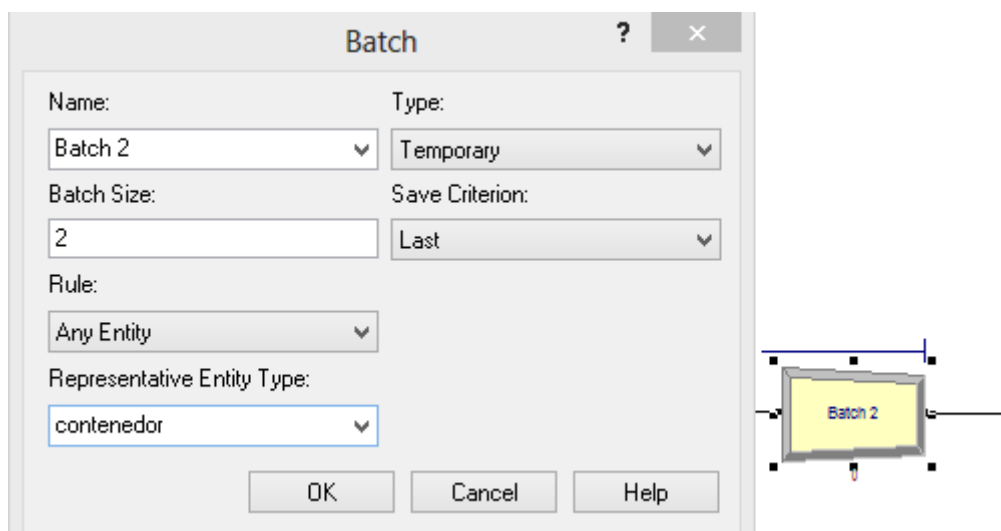 Batch
?
Name:
Type:
Batch 2
Temporary
Batch Size:
Save Criterion:
2
Last
Rule:
Any Entity
Representative Entity Type:
contenedor
OK
Cancel
Help
Batch 2
0